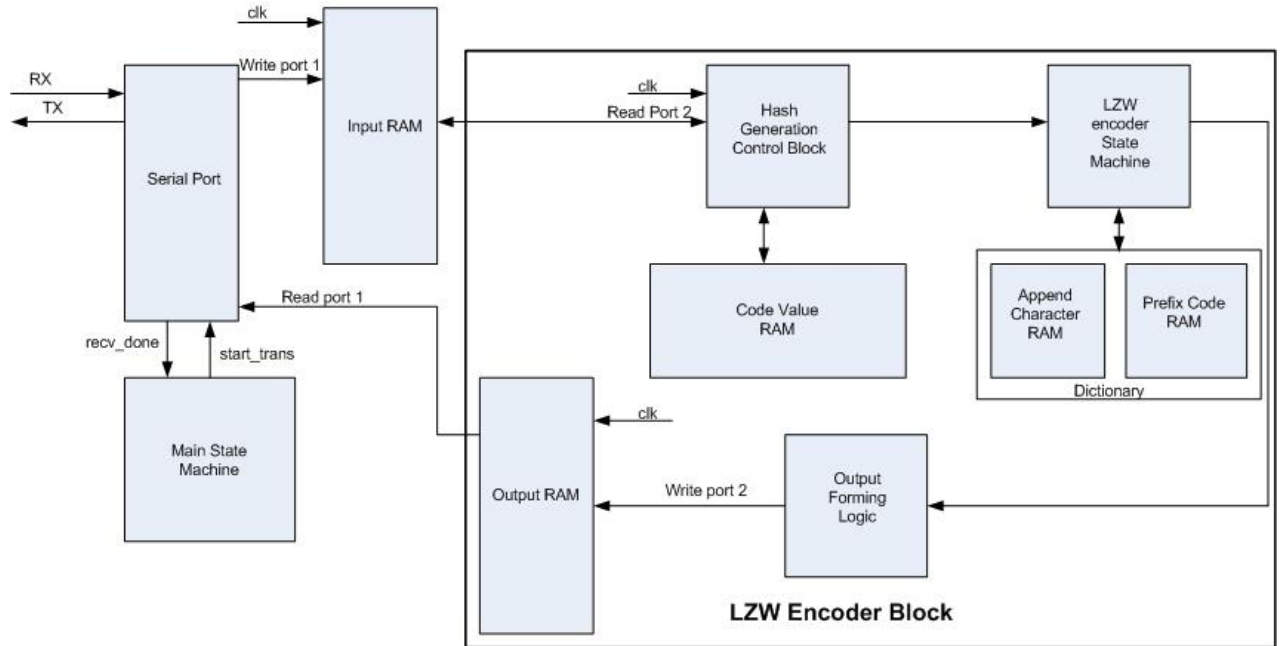 clk
RX
TX
Write port 1
Serial Port
Input RAM
clk
Read Port 2
Hash
Generation
Control Block
LZW
encoder
State
Machine
Read port 1
recv_done
start_trans
Code Value
RAM
Append
Character
RAM
Prefix Code
RAM
Dictionary
Main State
Machine
clk
Output RAM
Write port 2
Output
Forming
Logic
LZW Encoder Block